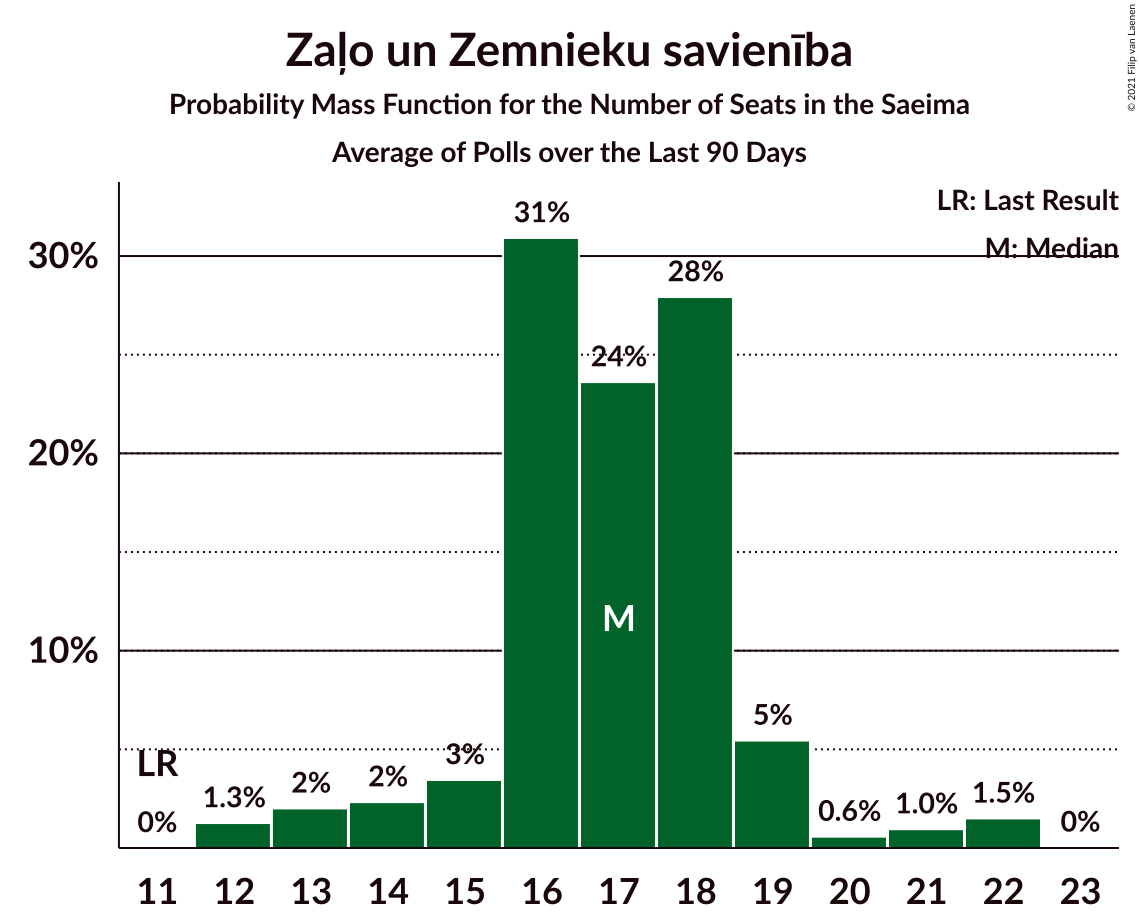 Zaļo un Zemnieku savienība
Probability Mass Function for the Number of Seats in the Saeima
Average of Polls over the Last 90 Days
© 2021 Filip van Laenen
LR: Last Result
M: Median
30%
20%
10%
31%
28%
24%
M
5%
LR
3%
2%
2%
1.3%
0%
0.6%
1.0%
1.5%
0%
11 12 13 14 15 16 17 18 19 20 21 22 23